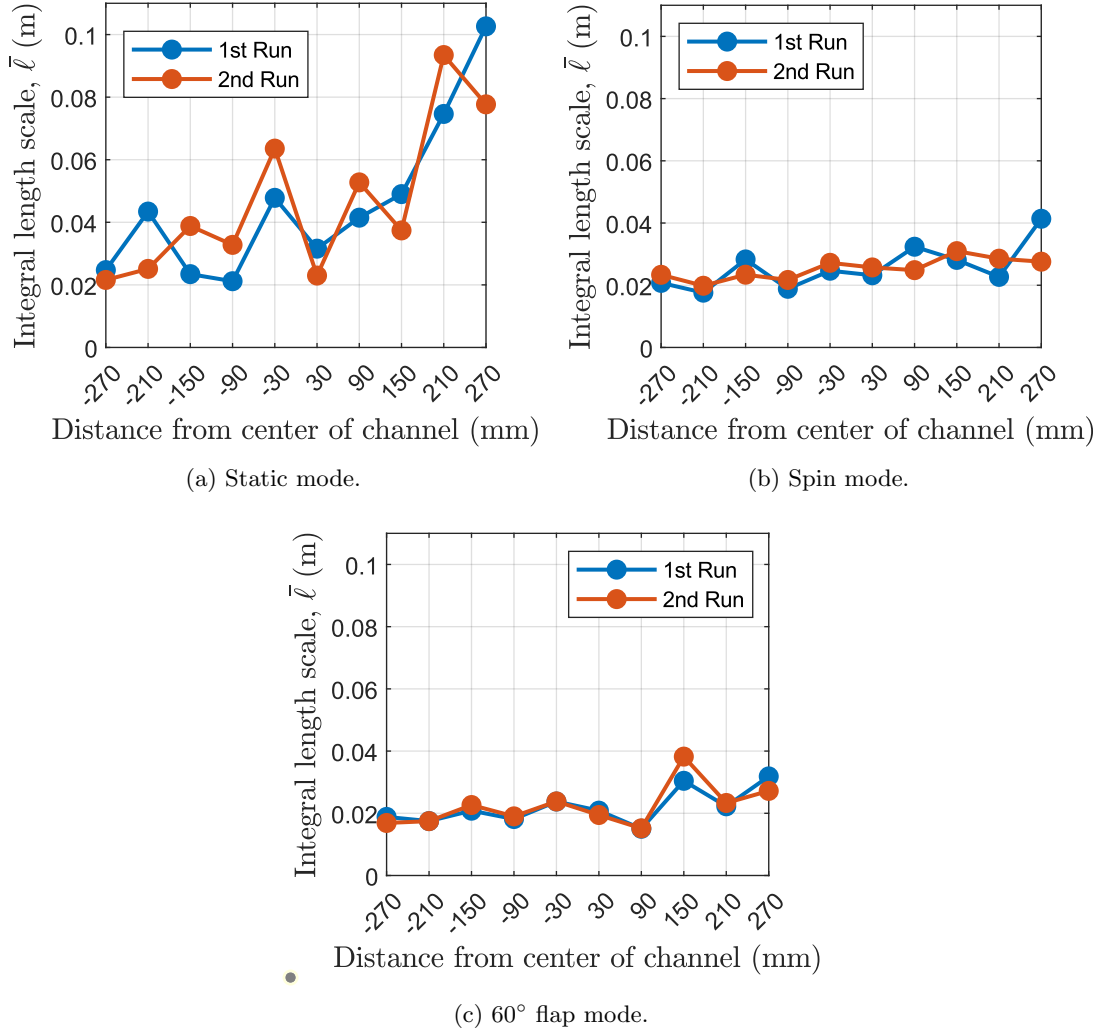 Integral length scale, ℓ̄ (m)
0.1
0.08
0.06
0.04
0.02
0
1st Run
2nd Run
-270 -210 -150 -90 -30 30 90 150 210 270
Distance from center of channel (mm)
(a) Static mode.
Integral length scale, ℓ̄ (m)
0.1
0.08
0.06
0.04
0.02
0
1st Run
2nd Run
-270 -210 -150 -90 -30 30 90 150 210 270
Distance from center of channel (mm)
(b) Spin mode.
Integral length scale, ℓ̄ (m)
0.1
0.08
0.06
0.04
0.02
0
1st Run
2nd Run
-270 -210 -150 -90 -30 30 90 150 210 270
Distance from center of channel (mm)
(c) 60° flap mode.